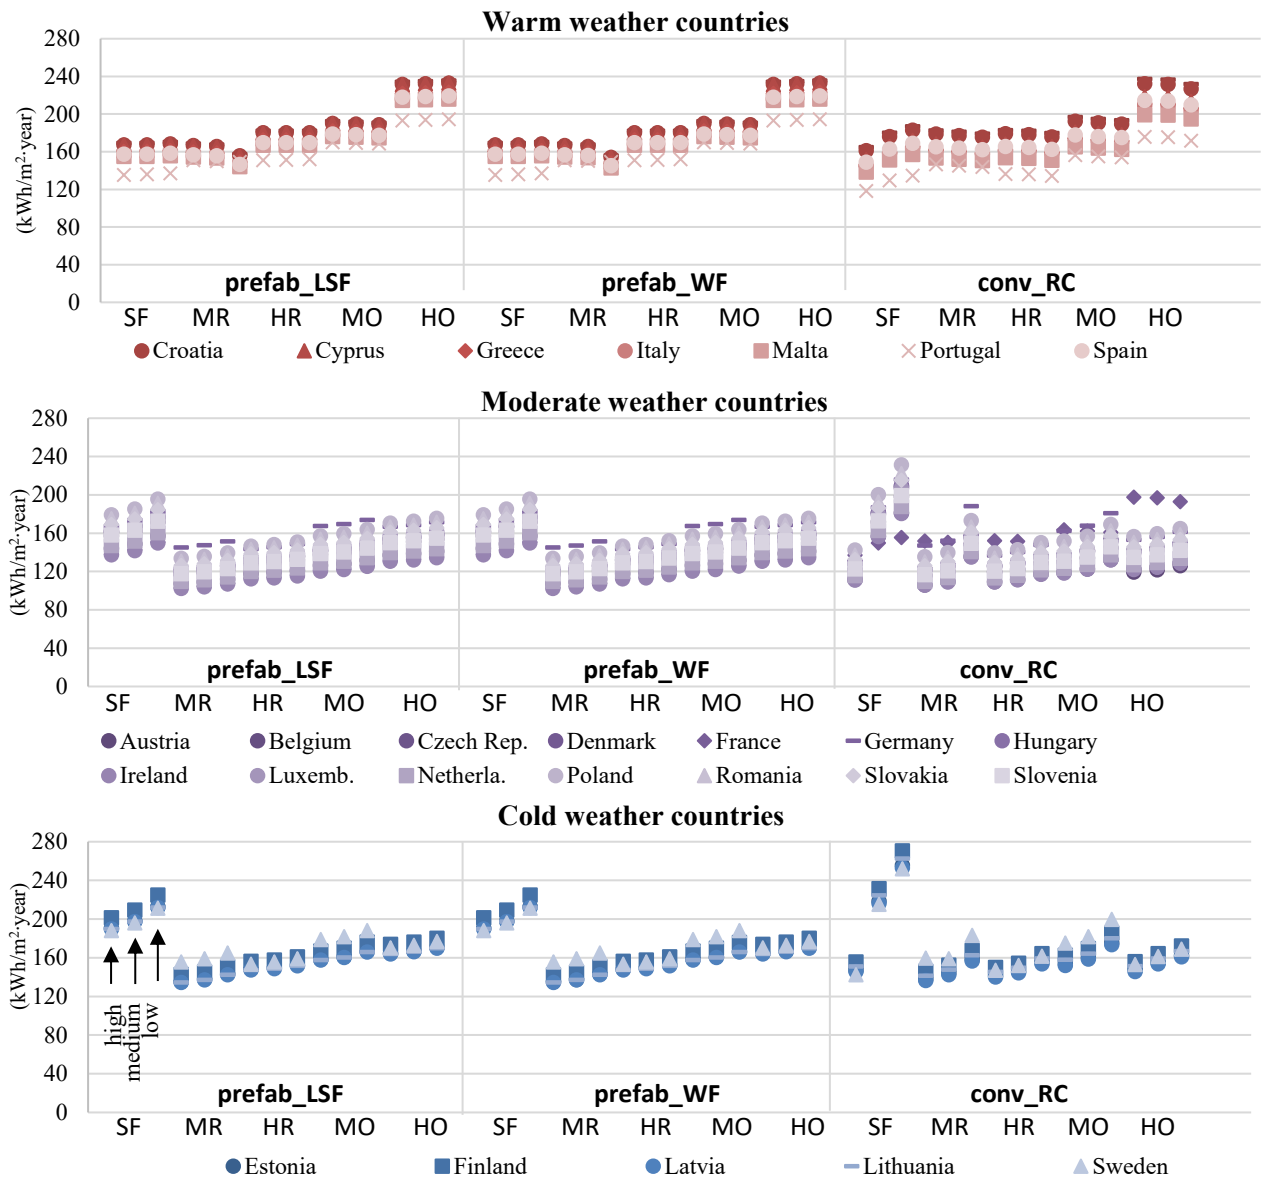 Warm weather countries
280
240
200
160
120
80
40
0
(kWh/m²·year)
prefab_LSF prefab_WF conv_RC
SF MR HR MO HO SF MR HR MO HO SF MR HR MO HO
Croatia Cyprus Greece Italy Malta Portugal Spain
Moderate weather countries
280
240
200
160
120
80
40
0
(kWh/m²·year)
prefab_LSF prefab_WF conv_RC
SF MR HR MO HO SF MR HR MO HO SF MR HR MO HO
Austria Belgium Czech Rep. Denmark France Germany Hungary
Ireland Luxemb. Netherla. Poland Romania Slovakia Slovenia
Cold weather countries
280
240
200
160
120
80
40
0
(kWh/m²·year)
high
medium
low
prefab_LSF prefab_WF conv_RC
SF MR HR MO HO SF MR HR MO HO SF MR HR MO HO
Estonia Finland Latvia Lithuania Sweden